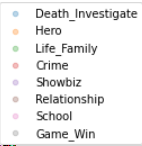 Death_Investigate
Hero
Life_Family
Crime
Showbiz
Relationship
School
Game_Win